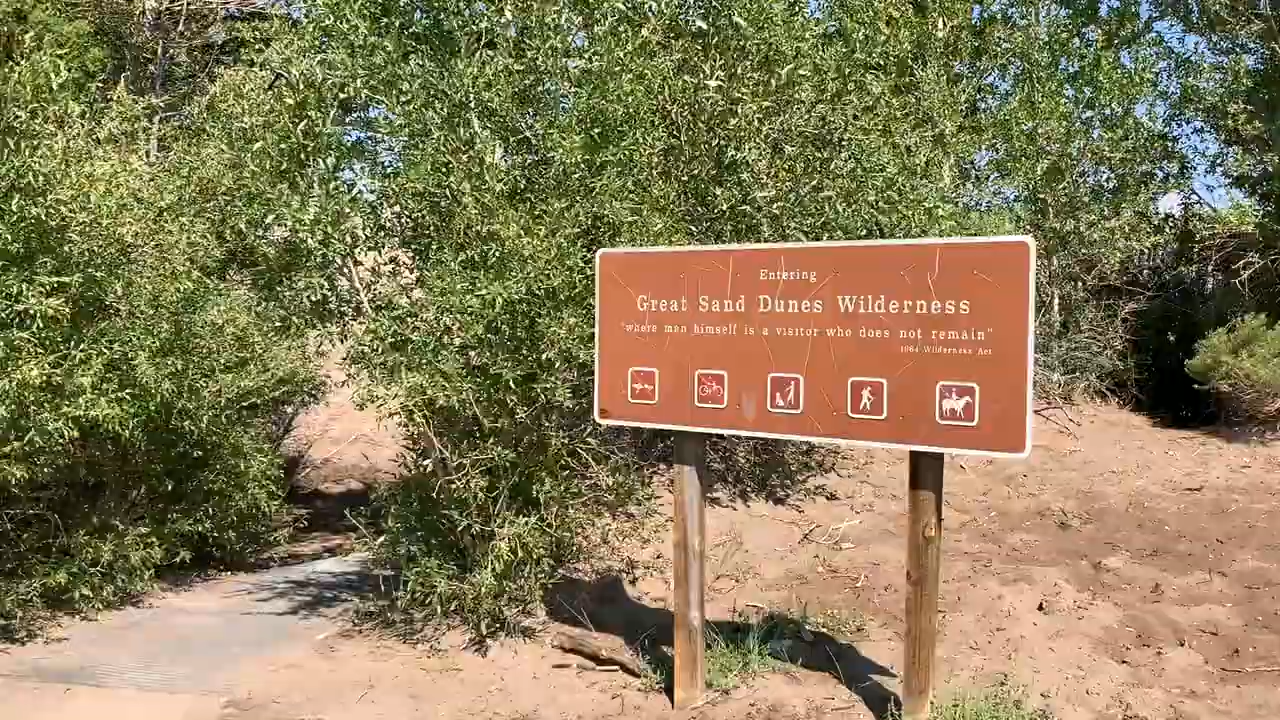 Entering
Great Sand Dunes Wilderness
"where man himself is a visitor who does not remain"
1964 Wilderness Act